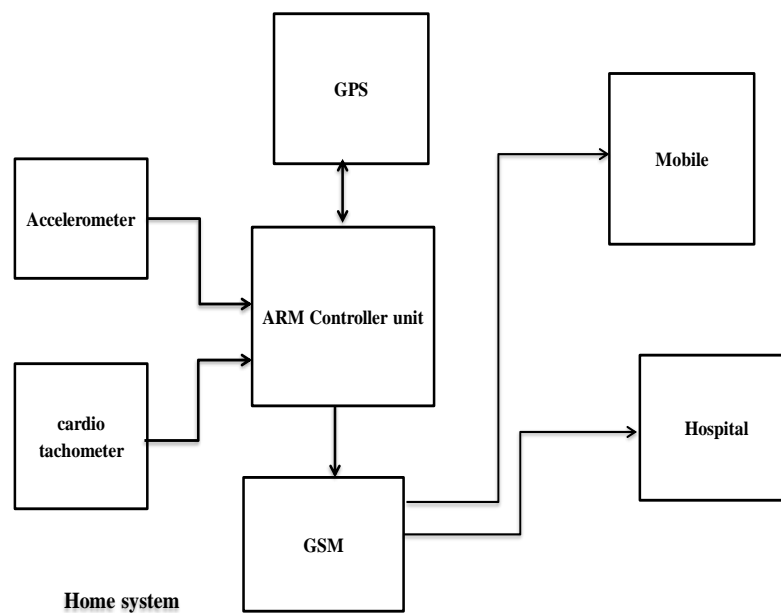 GPS
Mobile
Accelerometer
ARM Controller unit
cardio
tachometer
Hospital
GSM
Home system